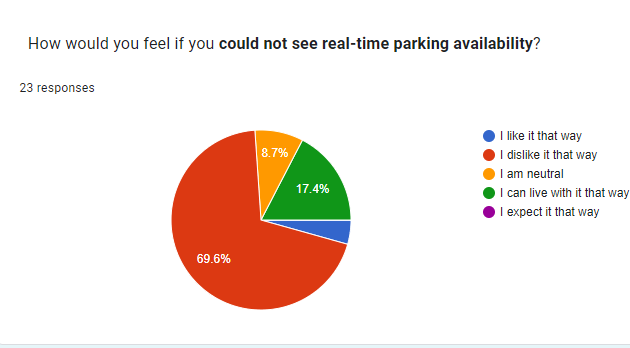 How would you feel if you could not see real-time parking availability?
23 responses
8.7%
17.4%
69.6%
I like it that way
I dislike it that way
I am neutral
I can live with it that way
I expect it that way